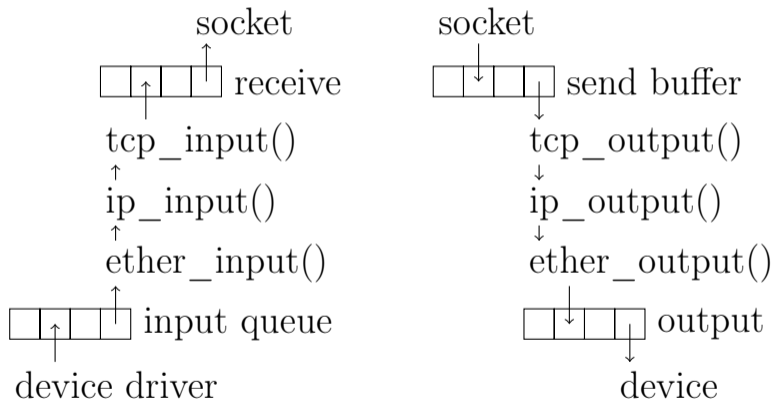 socket
receive
tcp_input()
ip_input()
ether_input()
input queue
device driver
socket
send buffer
tcp_output()
ip_output()
ether_output()
output
device